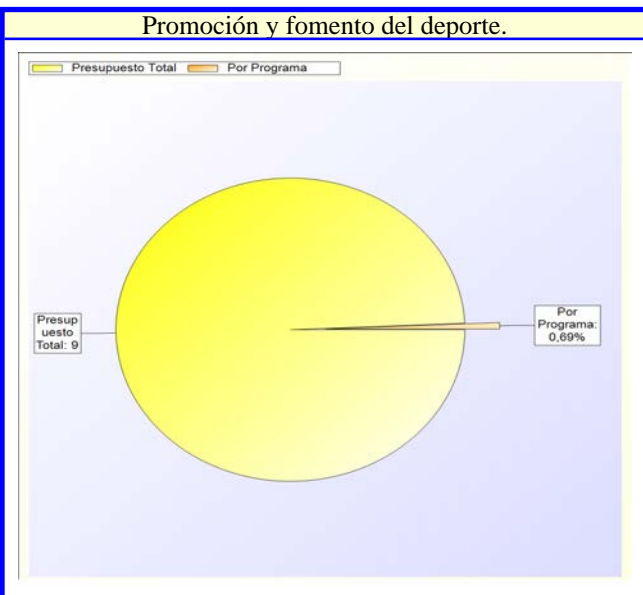 Promoción y fomento del deporte.
Presupuesto Total
Por Programa
Presup
uesto
Total: 9
Por
Programa:
0,69%